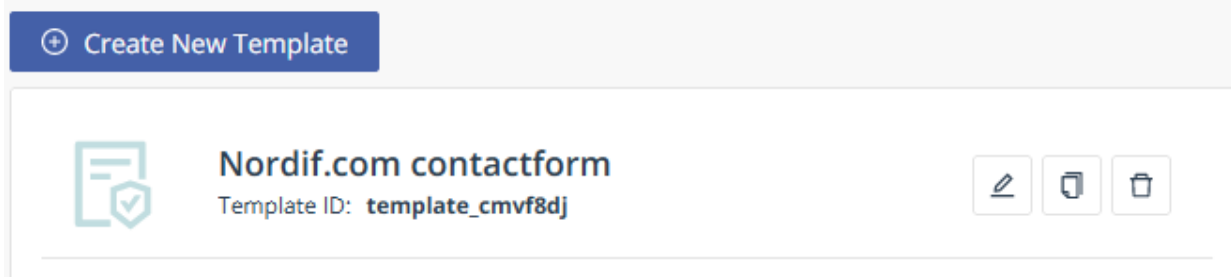 Create New Template
Nordif.com contactform
Template ID: template_cmvf8dj